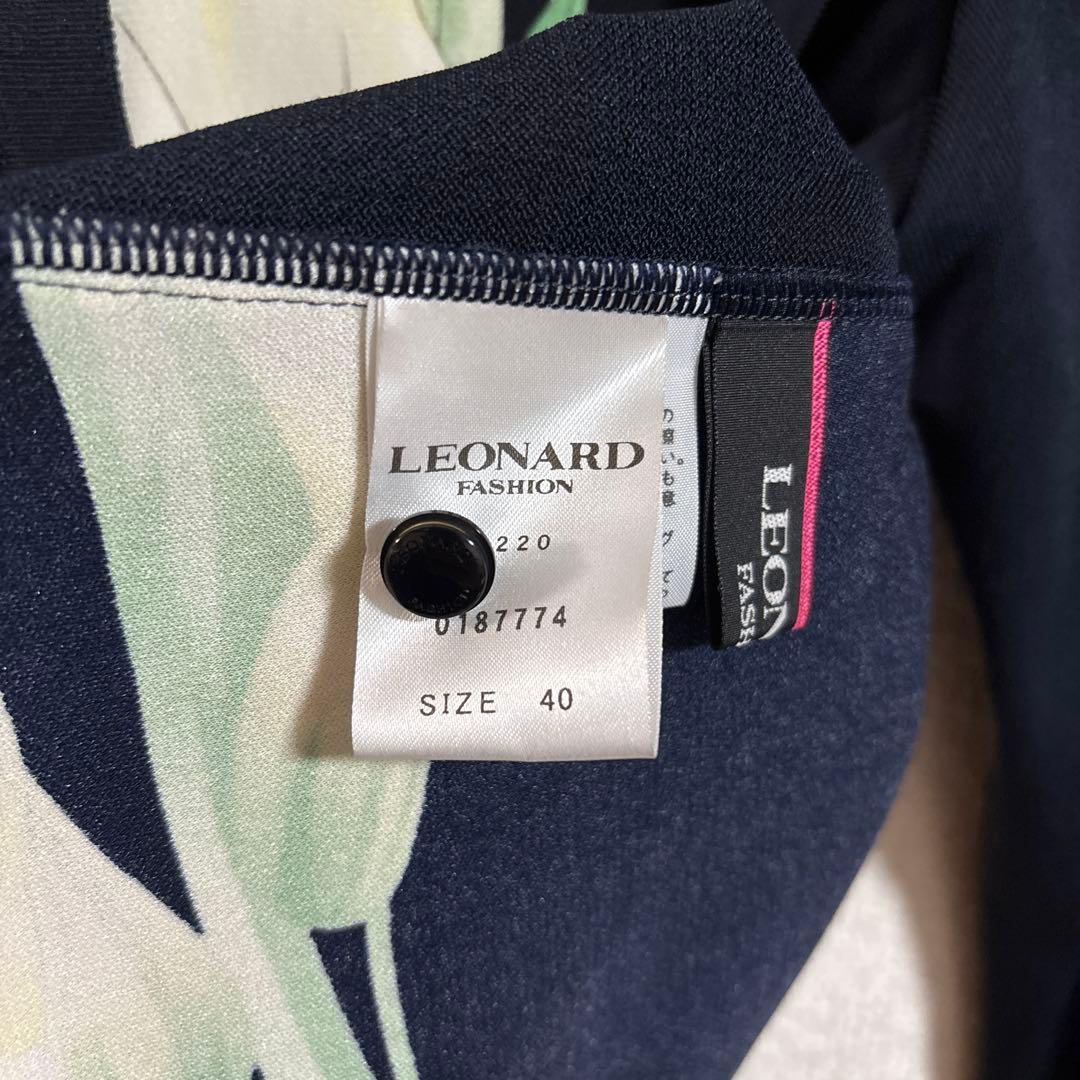 LEONARD
FASHION
220
0187774
SIZE 40
LEON
FASH